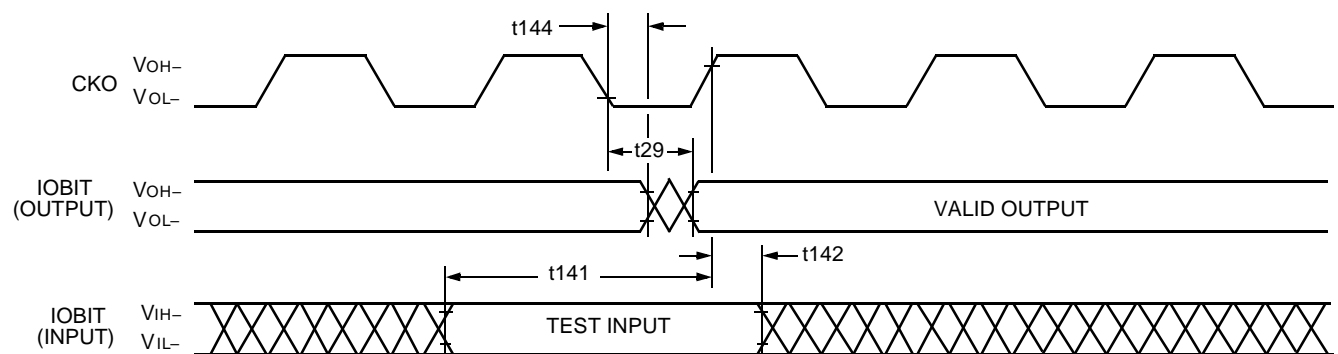 t144
CKO
VOH–
VOL–
t29
IOBIT
(OUTPUT)
VOH–
VOL–
VALID OUTPUT
t141
t142
IOBIT
(INPUT)
VIH–
VIL–
TEST INPUT